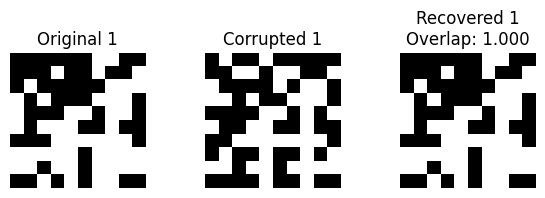 Original 1
Corrupted 1
Recovered 1
Overlap: 1.000